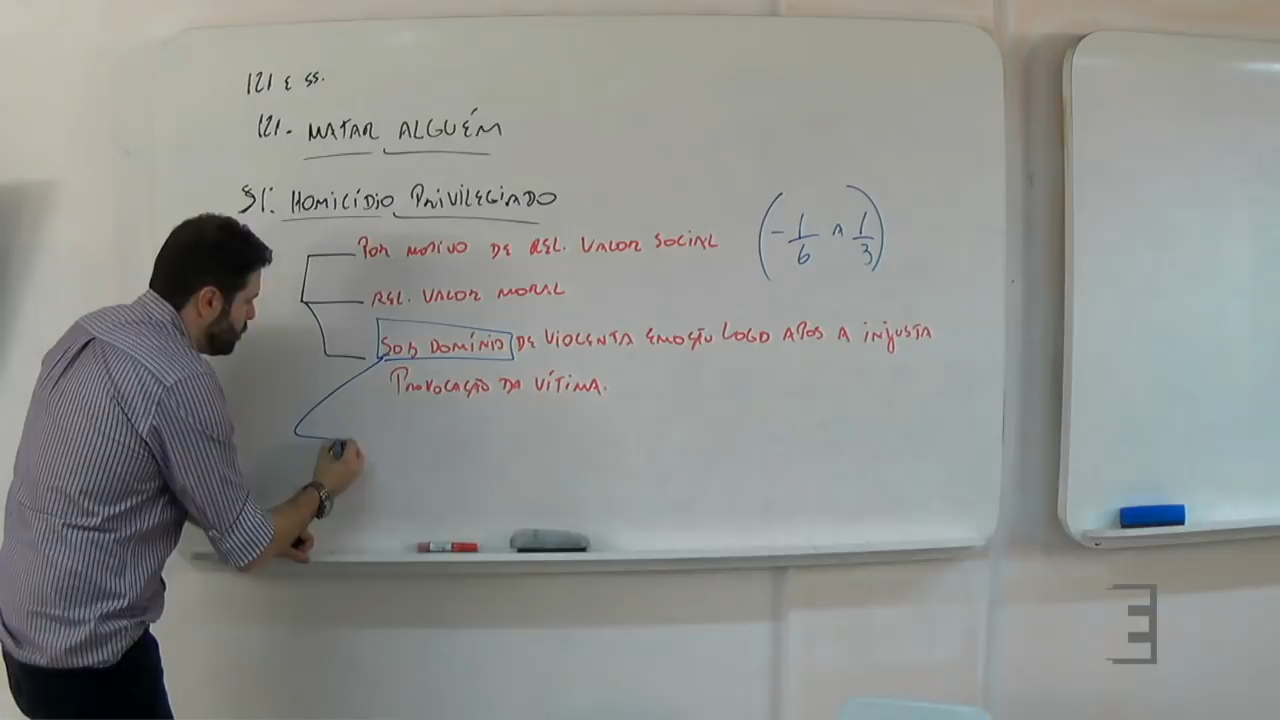 121 E SS.
121. MATAR ALGUÉM
§1: HOMICÍDIO PRIVILEGIADO
POR MOTIVO DE REL. VALOR SOCIAL (-1/6 A 1/3)
REL. VALOR MORAL
SOB DOMÍNIO DE VIOLENTA EMOÇÃO LOGO APÓS A INJUSTA
PROVOCAÇÃO DA VÍTIMA.